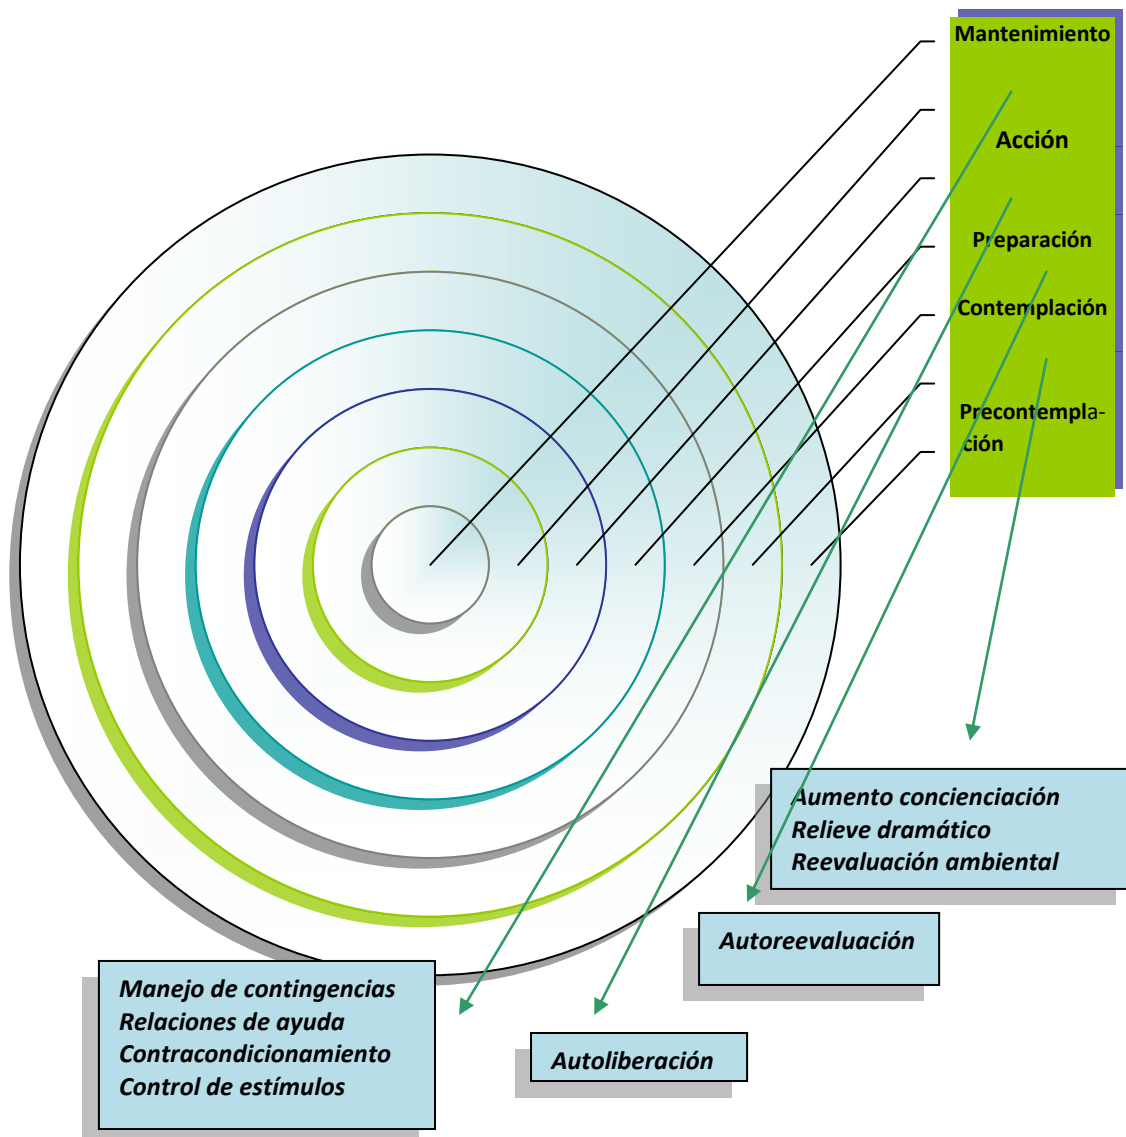 Mantenimiento
Acción
Preparación
Contemplación
Precontempla-
ción
Aumento concienciación
Relieve dramático
Reevaluación ambiental
Autoreevaluación
Manejo de contingencias
Relaciones de ayuda
Contracondicionamiento
Control de estímulos
Autoliberación